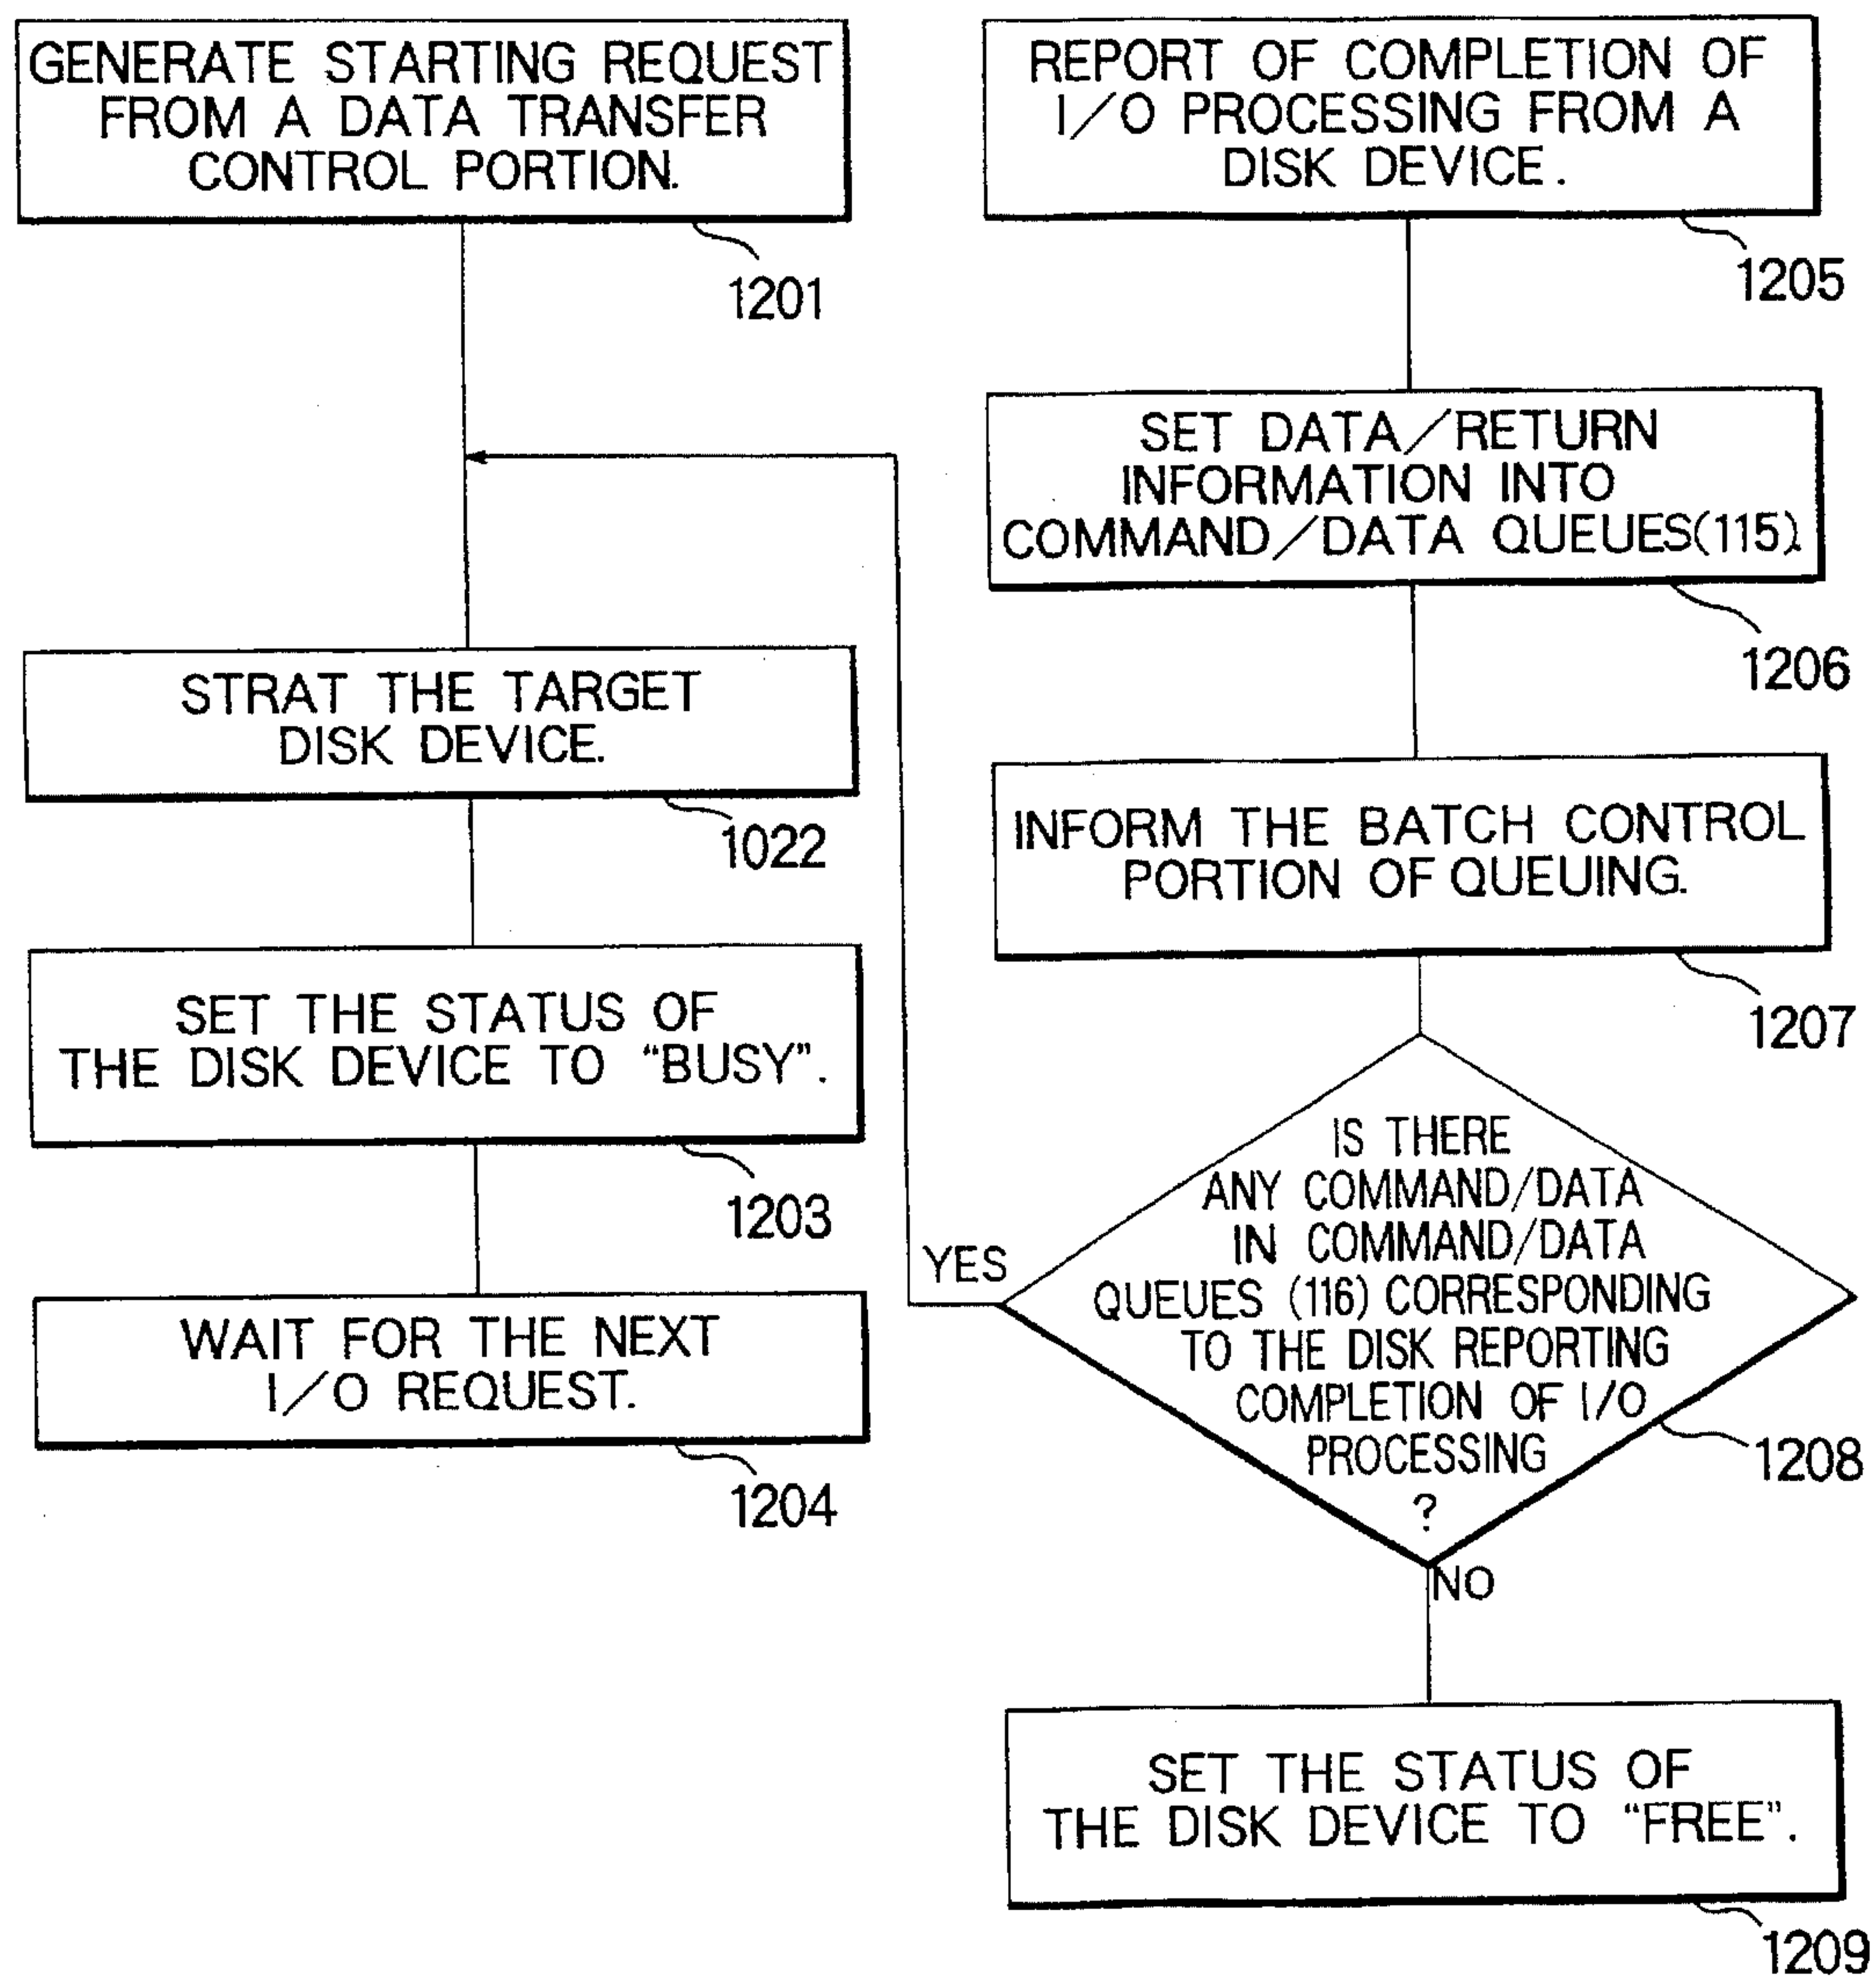 GENERATE STARTING REQUEST
FROM A DATA TRANSFER
CONTROL PORTION.
1201
STRAT THE TARGET
DISK DEVICE.
1022
SET THE STATUS OF
THE DISK DEVICE TO “BUSY”.
1203
WAIT FOR THE NEXT
I/O REQUEST.
1204
REPORT OF COMPLETION OF
I/O PROCESSING FROM A
DISK DEVICE.
1205
SET DATA/RETURN
INFORMATION INTO
COMMAND/DATA QUEUES(115).
1206
INFORM THE BATCH CONTROL
PORTION OF QUEUING.
1207
IS THERE
ANY COMMAND/DATA
IN COMMAND/DATA
QUEUES (116) CORRESPONDING
TO THE DISK REPORTING
COMPLETION OF I/O
PROCESSING
?
1208
YES
NO
SET THE STATUS OF
THE DISK DEVICE TO “FREE”.
1209